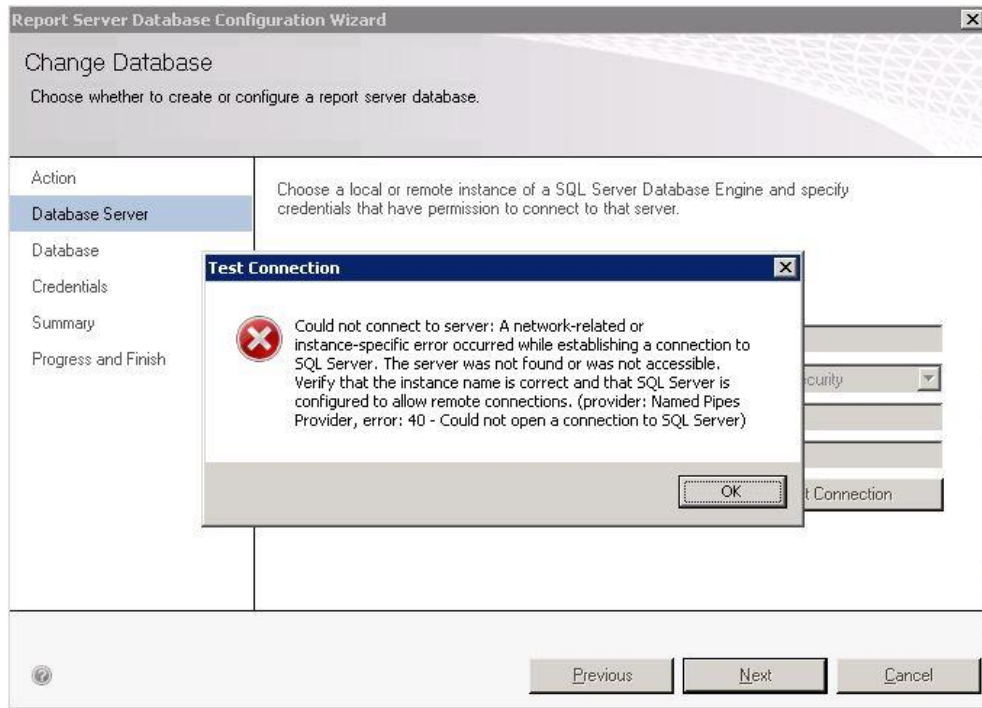 Report Server Database Configuration Wizard
Change Database
Choose whether to create or configure a report server database.
Action
Database Server
Database
Credentials
Summary
Progress and Finish
Choose a local or remote instance of a SQL Server Database Engine and specify
credentials that have permission to connect to that server.
Test Connection
Could not connect to server: A network-related or
instance-specific error occurred while establishing a connection to
SQL Server. The server was not found or was not accessible.
Verify that the instance name is correct and that SQL Server is
configured to allow remote connections. (provider: Named Pipes
Provider, error: 40 - Could not open a connection to SQL Server)
OK
curity
t Connection
Previous
Next
Cancel